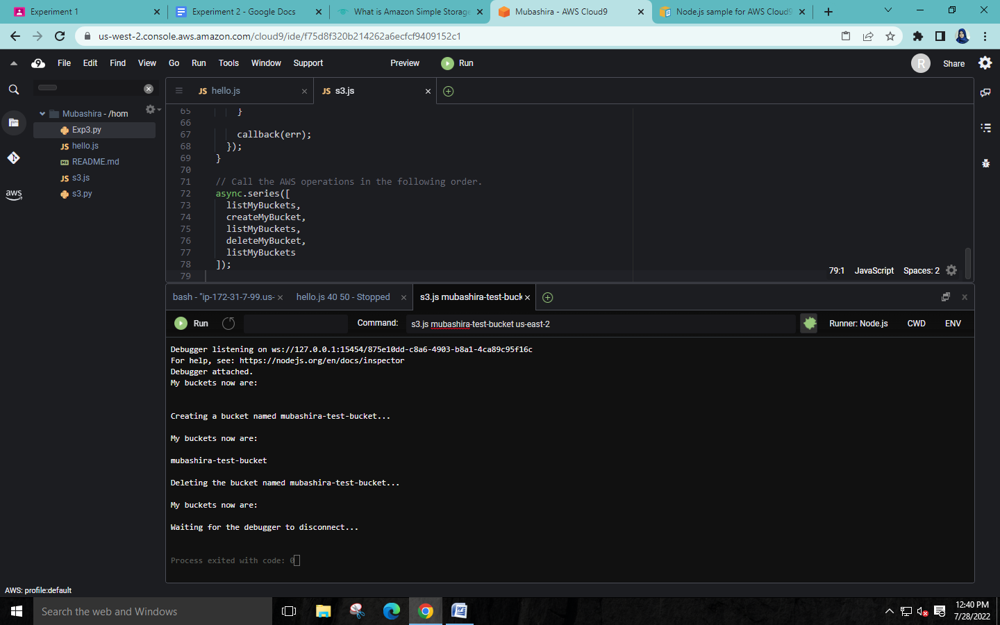 Experiment 1
Experiment 2 - Google Docs
What is Amazon Simple Storage
Mubashira - AWS Cloud9
Node.js sample for AWS Cloud9
us-west-2.console.aws.amazon.com/cloud9/ide/f75d8f320b214262a6ecfcf9409152c1
9 File Edit Find View Go Run Tools Window Support Preview Run R Share
JS hello.js
JS s3.js
Mubashira - /hom
Exp3.py
JS hello.js
README.md
JS s3.js
s3.py
aws
65 }
66
67 callback(err);
68 });
69 }
70
71 // Call the AWS operations in the following order.
72 async.series([
73 listMyBuckets,
74 createMyBucket,
75 listMyBuckets,
76 deleteMyBucket,
77 listMyBuckets
78 ]);
79
79:1 JavaScript Spaces: 2
bash - "ip-172-31-7-99.us-
hello.js 40 50 - Stopped
s3.js mubashira-test-buck
Run Command: s3.js mubashira-test-bucket us-east-2 Runner: Node.js CWD ENV
Debugger listening on ws://127.0.0.1:15454/875e10dd-c8a6-4903-b8a1-4ca89c95f16c
For help, see: https://nodejs.org/en/docs/inspector
Debugger attached.
My buckets now are:
Creating a bucket named mubashira-test-bucket...
My buckets now are:
mubashira-test-bucket
Deleting the bucket named mubashira-test-bucket...
My buckets now are:
Waiting for the debugger to disconnect...
Process exited with code: 0
AWS: profile:default
Search the web and Windows
12:40 PM
7/28/2022